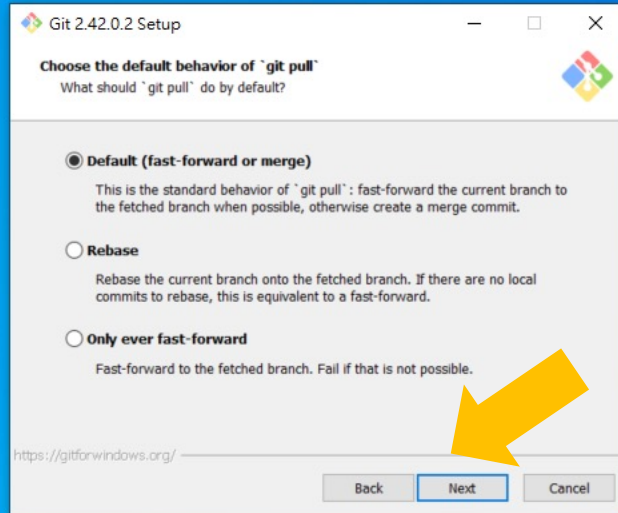 Git 2.42.0.2 Setup
Choose the default behavior of `git pull`
What should `git pull` do by default?
Default (fast-forward or merge)
This is the standard behavior of `git pull`: fast-forward the current branch to
the fetched branch when possible, otherwise create a merge commit.
Rebase
Rebase the current branch onto the fetched branch. If there are no local
commits to rebase, this is equivalent to a fast-forward.
Only ever fast-forward
Fast-forward to the fetched branch. Fail if that is not possible.
https://gitforwindows.org/
Back Next Cancel